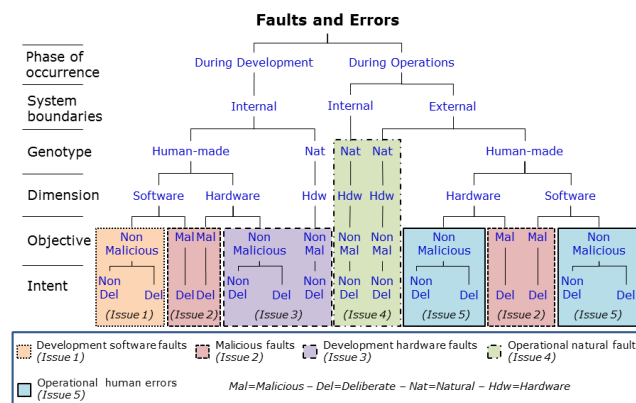 Faults and Errors
Phase of
occurrence
During Development
During Operations
System
boundaries
Internal
Internal
External
Genotype
Human-made
Nat
Nat
Nat
Human-made
Dimension
Software
Hardware
Hdw
Hdw
Hdw
Hardware
Software
Objective
Non
Malicious
Mal
Mal
Non
Malicious
Non
Mal
Non
Mal
Non
Mal
Non
Malicious
Mal
Mal
Non
Malicious
Intent
Non
Del
Del
Del
Del
Non
Del
Del
Non
Del
Non
Del
Non
Del
Non
Del
Del
Del
Del
Non
Del
Del
(Issue 1)
(Issue 2)
(Issue 3)
(Issue 4)
(Issue 5)
(Issue 2)
(Issue 5)
Development software faults
(Issue 1)
Malicious faults
(Issue 2)
Development hardware faults
(Issue 3)
Operational natural fault
(Issue 4)
Operational human errors
(Issue 5)
Mal=Malicious – Del=Deliberate – Nat=Natural – Hdw=Hardware